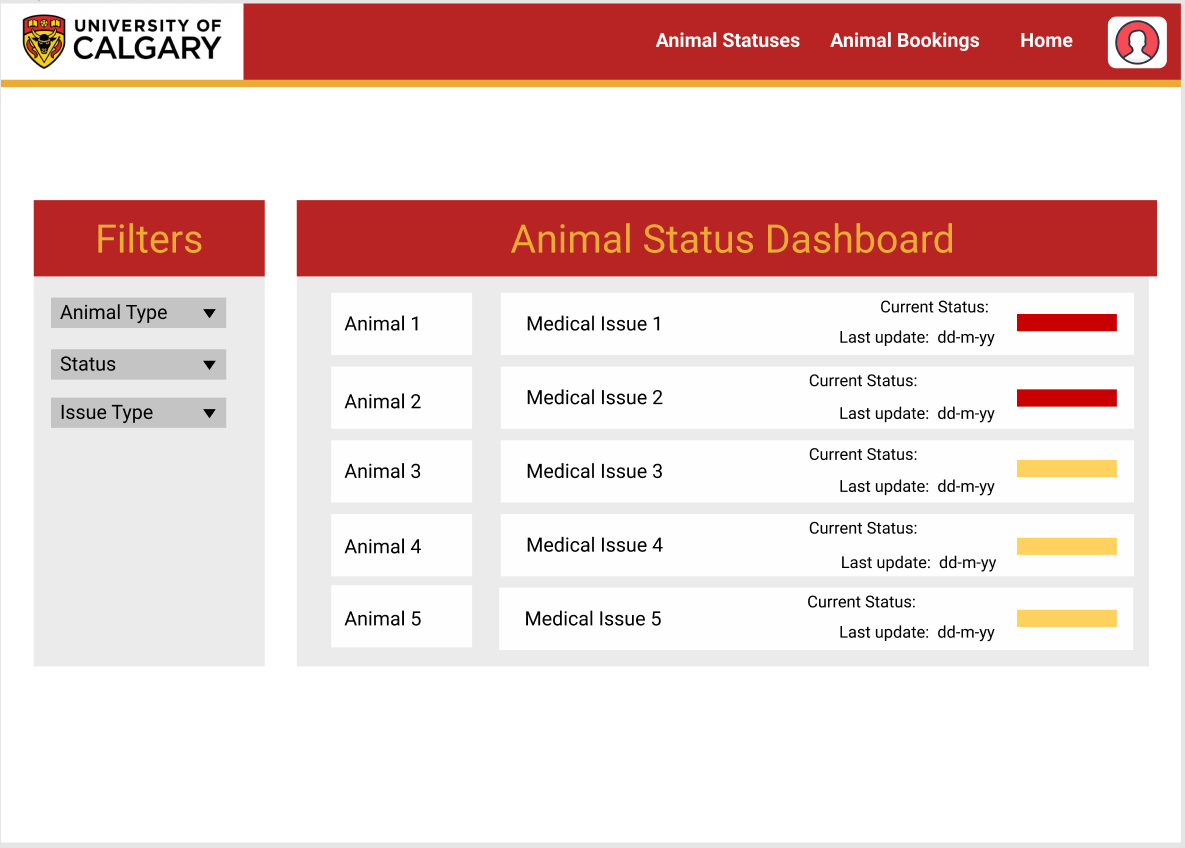 UNIVERSITY OF
CALGARY
Animal Statuses
Animal Bookings
Home
Filters
Animal Type
Status
Issue Type
Animal Status Dashboard
Animal 1
Medical Issue 1
Current Status:
Last update: dd-m-yy
Animal 2
Medical Issue 2
Current Status:
Last update: dd-m-yy
Animal 3
Medical Issue 3
Current Status:
Last update: dd-m-yy
Animal 4
Medical Issue 4
Current Status:
Last update: dd-m-yy
Animal 5
Medical Issue 5
Current Status:
Last update: dd-m-yy